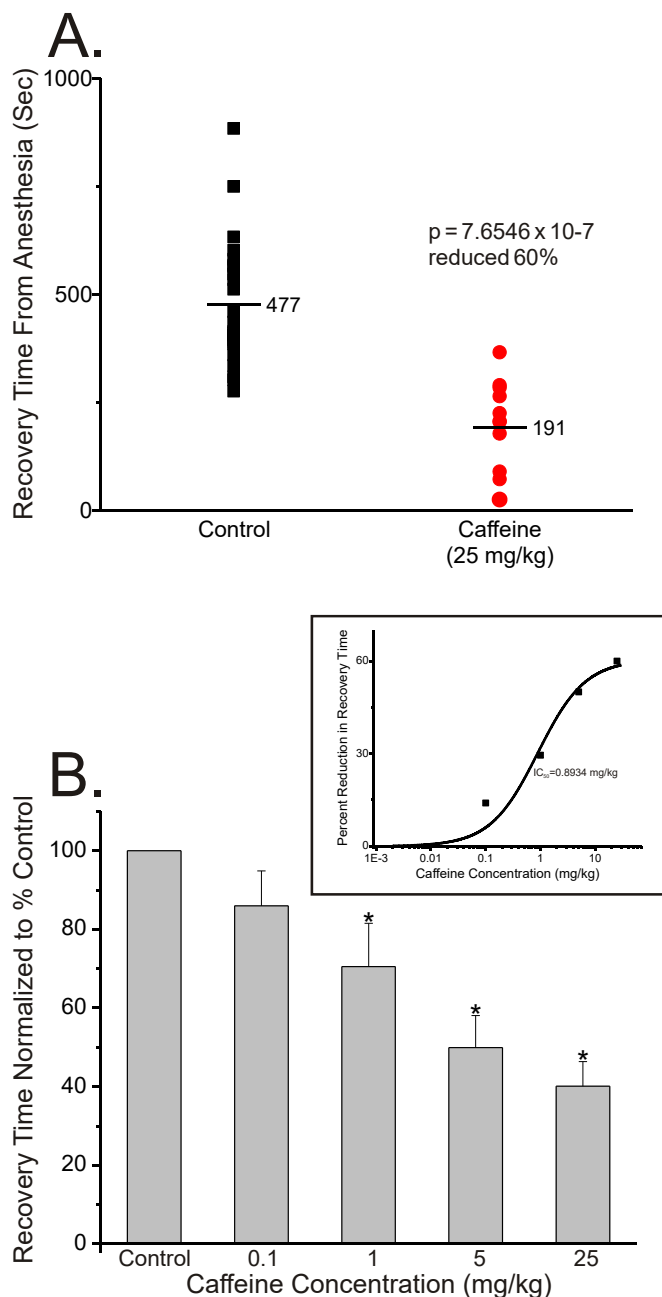 A.
Recovery Time From Anesthesia (Sec)
1000
500
0
477
p = 7.6546 x 10-7
reduced 60%
191
Control
Caffeine
(25 mg/kg)
B.
Percent Reduction in Recovery Time
60
30
0
IC50=0.8934 mg/kg
1E-3 0.01 0.1 1 10
Caffeine Concentration (mg/kg)
Recovery Time Normalized to % Control
100
80
60
40
20
0
* * *
Control 0.1 1 5 25
Caffeine Concentration (mg/kg)